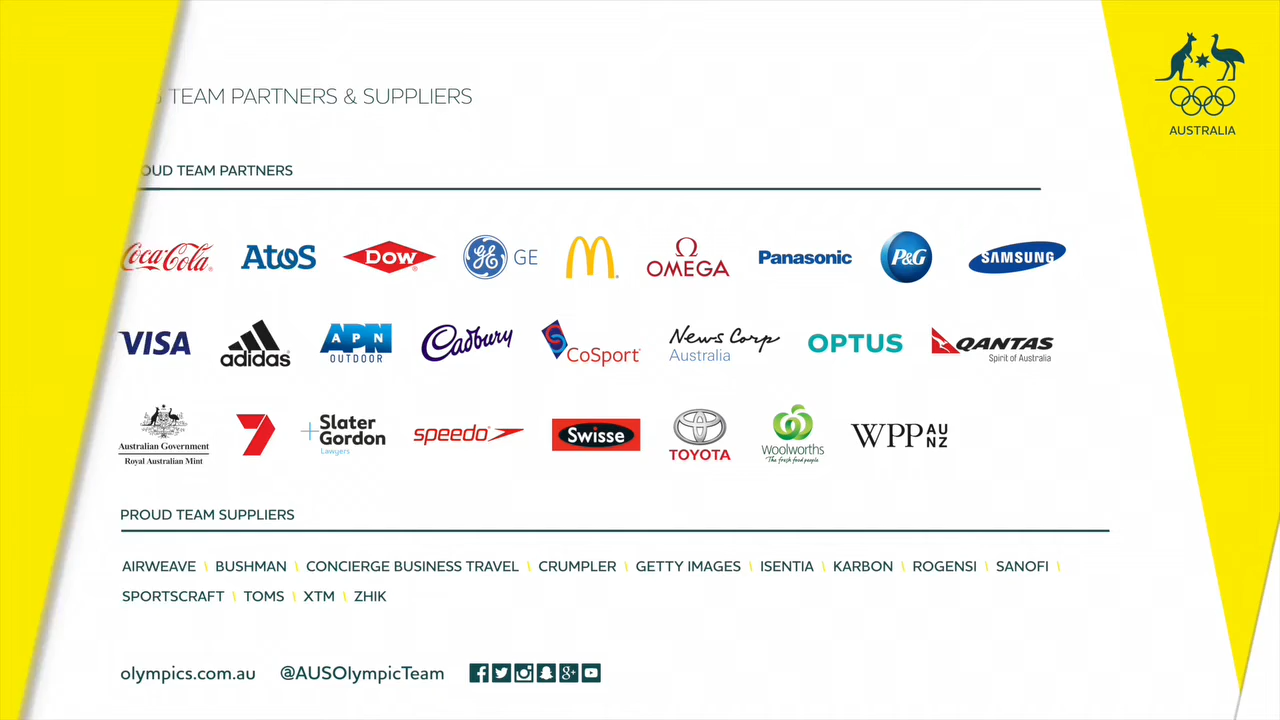 TEAM PARTNERS & SUPPLIERS
AUSTRALIA
OUD TEAM PARTNERS
Coca-Cola AtoS DOW GE GE M OMEGA Panasonic P&G SAMSUNG
VISA adidas APN OUTDOOR Cadbury CoSport News Corp Australia OPTUS QANTAS Spirit of Australia
Australian Government Royal Australian Mint 7 Slater + Gordon Lawyers speedo Swisse TOYOTA woolworths The fresh food people WPP AU NZ
PROUD TEAM SUPPLIERS
AIRWEAVE \ BUSHMAN \ CONCIERGE BUSINESS TRAVEL \ CRUMPLER \ GETTY IMAGES \ ISENTIA \ KARBON \ ROGENSI \ SANOFI \
SPORTSCRAFT \ TOMS \ XTM \ ZHIK
olympics.com.au @AUSOlympicTeam